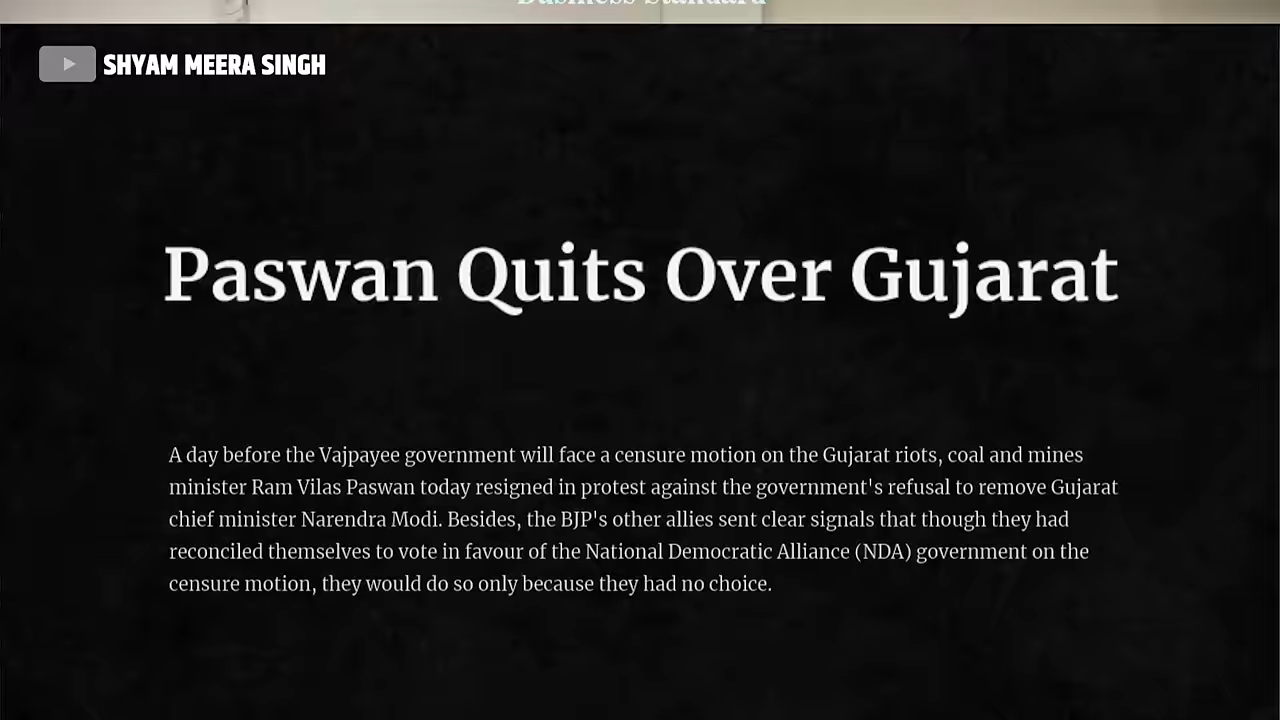 Business Standard
SHYAM MEERA SINGH
Paswan Quits Over Gujarat
A day before the Vajpayee government will face a censure motion on the Gujarat riots, coal and mines
minister Ram Vilas Paswan today resigned in protest against the government's refusal to remove Gujarat
chief minister Narendra Modi. Besides, the BJP's other allies sent clear signals that though they had
reconciled themselves to vote in favour of the National Democratic Alliance (NDA) government on the
censure motion, they would do so only because they had no choice.